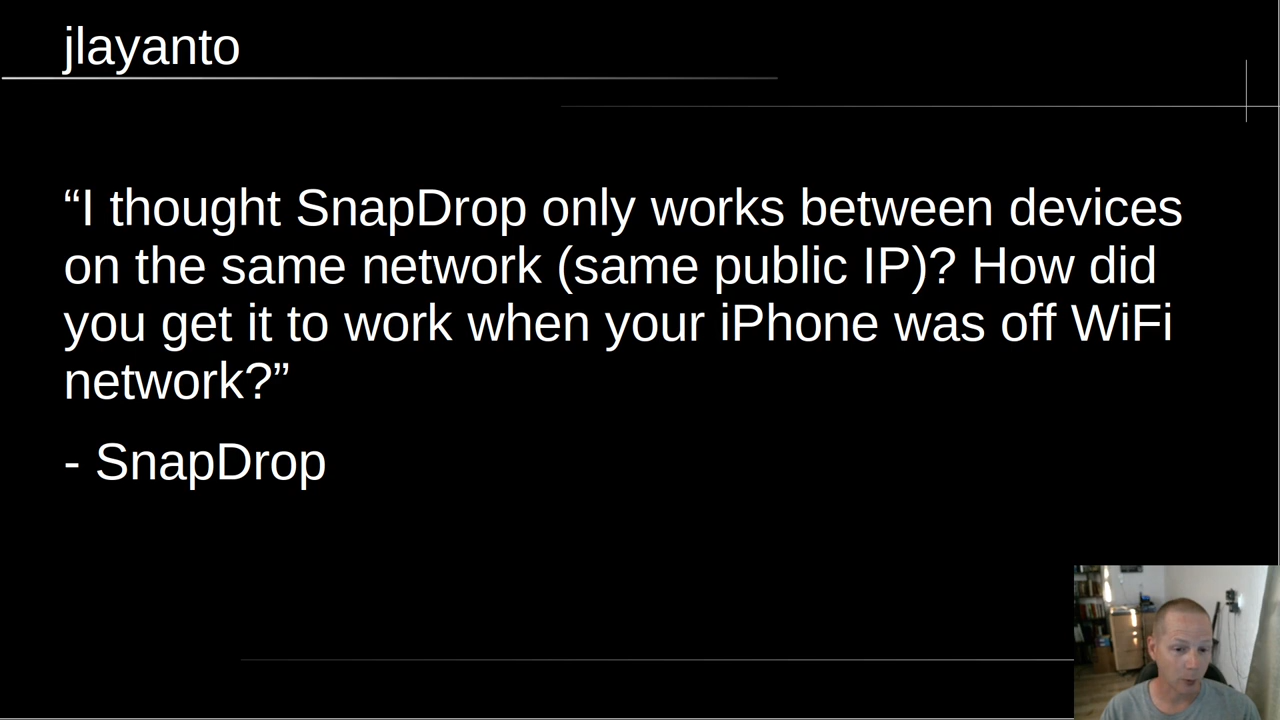 jlayanto
“I thought SnapDrop only works between devices
on the same network (same public IP)? How did
you get it to work when your iPhone was off WiFi
network?”
- SnapDrop